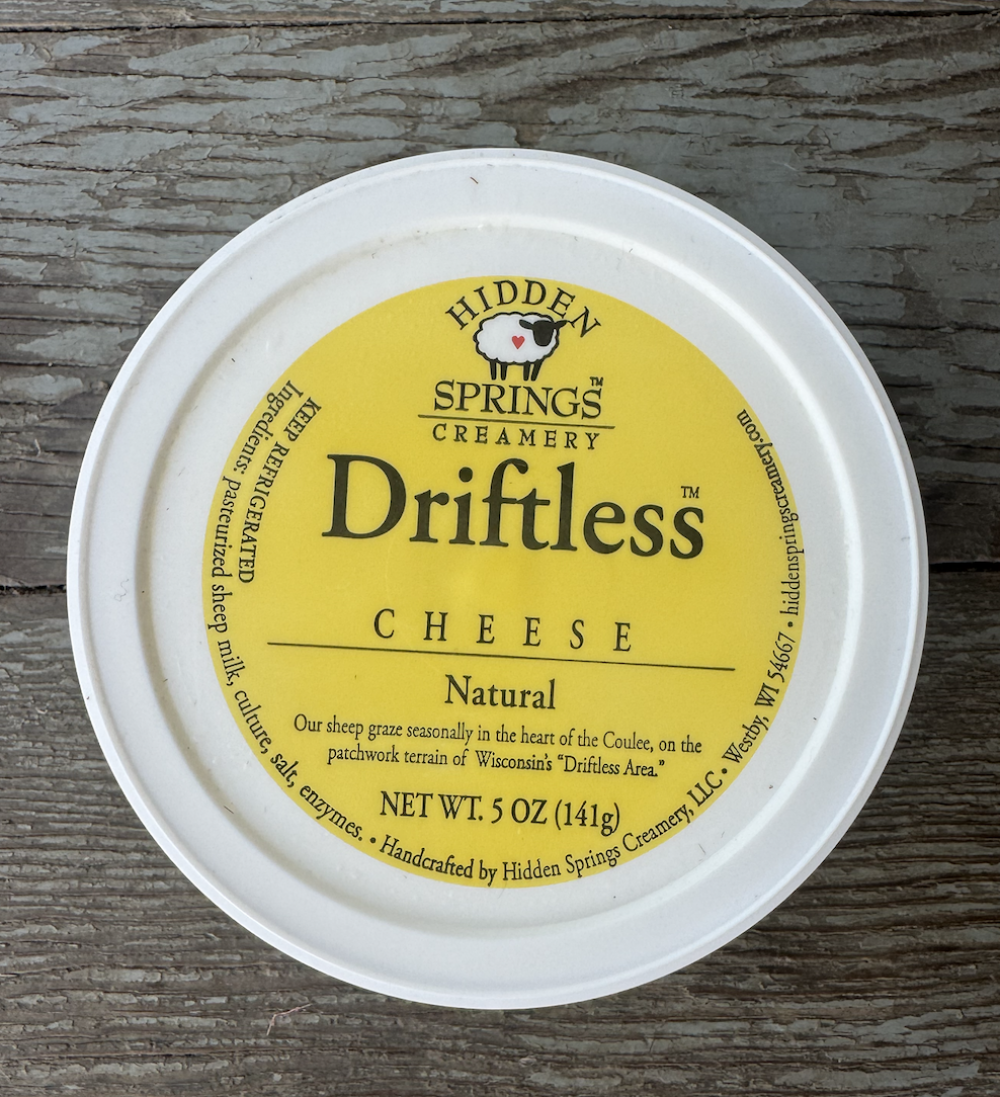 HIDDEN
SPRINGS™
CREAMERY
Driftless™
CHEESE
Natural
Our sheep graze seasonally in the heart of the Coulee, on the
patchwork terrain of Wisconsin's "Driftless Area."
NET WT. 5 OZ (141g)
KEEP REFRIGERATED
Ingredients: pasteurized sheep milk, culture, salt, enzymes. • Handcrafted by Hidden Springs Creamery, LLC • Westby, WI 54667 • hiddenspringscreamery.com